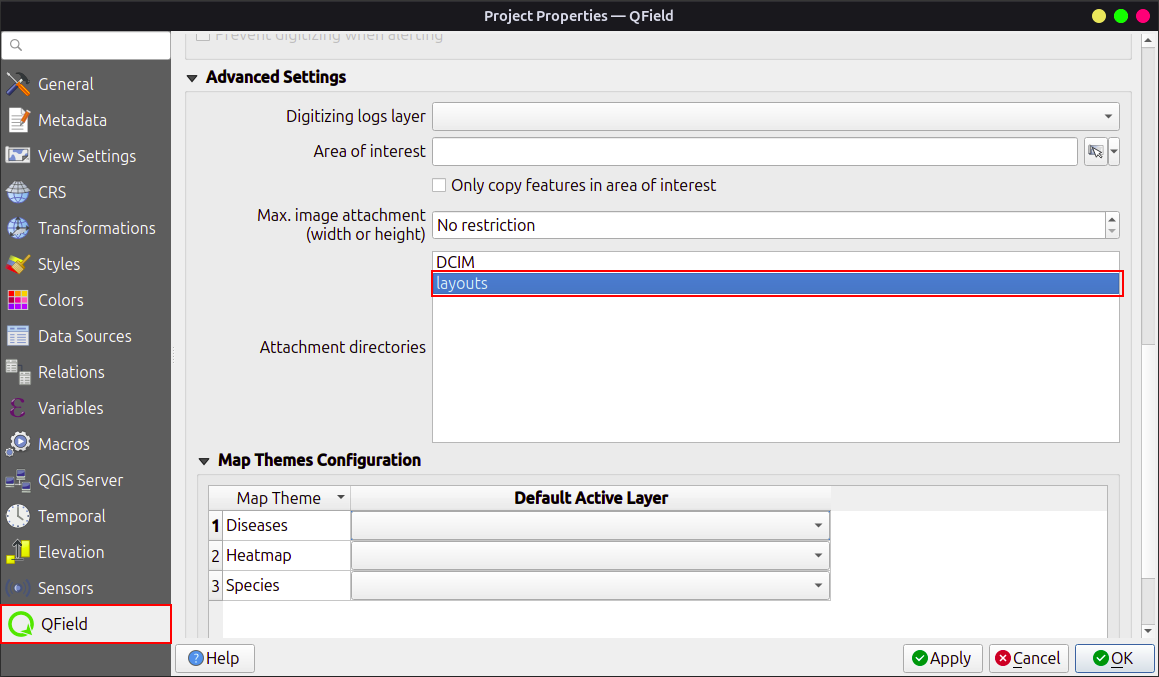 Project Properties — QField
General
Metadata
View Settings
CRS
Transformations
Styles
Colors
Data Sources
Relations
Variables
Macros
QGIS Server
Temporal
Elevation
Sensors
QField
Prevent digitizing when alerting
Advanced Settings
Digitizing logs layer
Area of interest
Only copy features in area of interest
Max. image attachment
(width or height)
No restriction
Attachment directories
DCIM
layouts
Map Themes Configuration
Map Theme Default Active Layer
1 Diseases
2 Heatmap
3 Species
Help
Apply
Cancel
OK